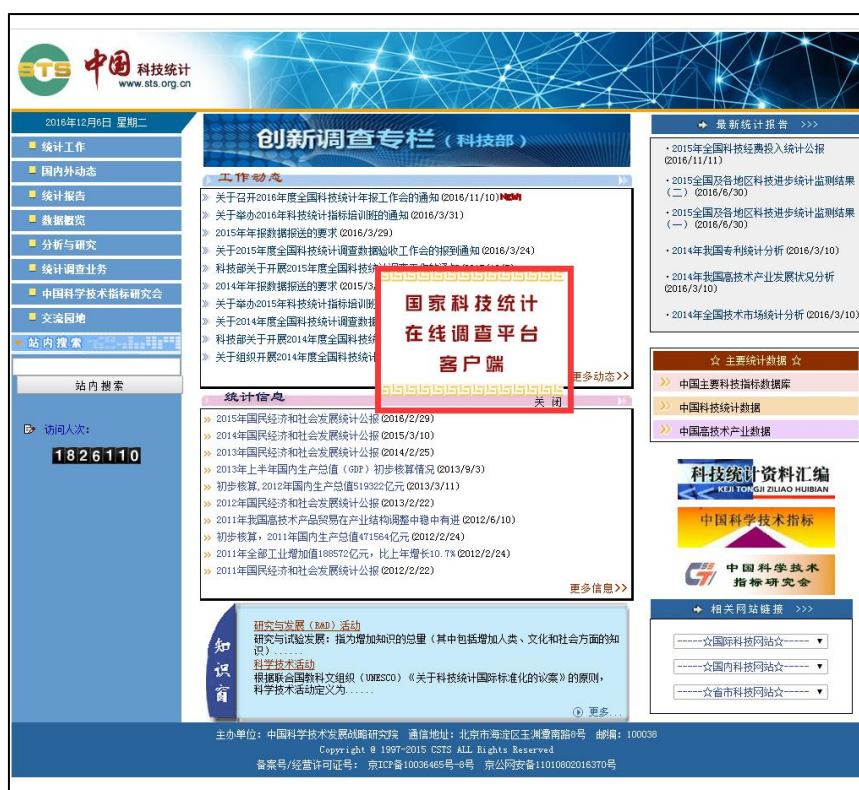 STS 中国 科技统计
www.sts.org.cn
2016年12月6日 星期二
统计工作
国内外动态
统计报告
数据概览
分析与研究
统计调查业务
中国科学技术指标研究会
交流园地
站内搜索
站内搜索
访问人次:
1826110
创新调查专栏(科技部)
工作动态
关于召开2016年度全国科技统计年报工作会的通知(2016/11/10)
关于举办2016年科技统计指标培训班的通知(2016/3/31)
2015年年报数据报送的要求(2016/3/29)
关于2015年度全国科技统计调查数据验收工作会的报到通知(2016/3/24)
科技部关于开展2015年度全国科技统
2014年年报数据报送的要求(2015/3
关于举办2015年科技统计指标培训班
关于2014年度全国科技统计调查数据
科技部关于开展2014年度全国科技统
关于组织开展2014年度全国科技统计
更多动态>>
国家科技统计
在线调查平台
客户端
关 闭
统计信息
2015年国民经济和社会发展统计公报(2016/2/29)
2014年国民经济和社会发展统计公报(2015/3/10)
2013年国民经济和社会发展统计公报(2014/2/25)
2013年上半年国内生产总值(GDP)初步核算情况(2013/9/3)
初步核算,2012年国内生产总值519322亿元(2013/3/11)
2012年国民经济和社会发展统计公报(2013/2/22)
2011年我国高技术产品贸易在产业结构调整中稳中有进(2012/6/10)
初步核算,2011年国内生产总值471564亿元(2012/2/24)
2011年全部工业增加值188572亿元,比上年增长10.7%(2012/2/24)
2011年国民经济和社会发展统计公报(2012/2/22)
更多信息>>
知识窗
研究与发展(R&D)活动
研究与试验发展:指为增加知识的总量(其中包括增加人类、文化和社会方面的知
识)......
科学技术活动
根据联合国教科文组织(UNESCO)《关于科技统计国际标准化的议案》的原则,
科学技术活动定义为......
更多...
最新统计报告 >>>
·2015年全国科技经费投入统计公报
(2016/11/11)
·2015全国及各地区科技进步统计监测结果
(二)(2016/6/30)
·2015全国及各地区科技进步统计监测结果
(一)(2016/6/30)
·2014年我国专利统计分析(2016/3/10)
·2014年我国高技术产业发展状况分析
(2016/3/10)
·2014年全国技术市场统计分析(2016/3/10)
☆ 主要统计数据 ☆
中国主要科技指标数据库
中国科技统计数据
中国高技术产业数据
科技统计资料汇编
KEJI TONGJI ZILIAO HUIBIAN
中国科学技术指标
中国科学技术
指标研究会
相关网站链接 >>>
-----☆国际科技网站☆-----
-----☆国内科技网站☆-----
-----☆省市科技网站☆-----
主办单位:中国科学技术发展战略研究院 通信地址:北京市海淀区玉渊潭南路8号 邮编:100038
Copyright @ 1997-2015 CSTS ALL Rights Reserved
备案号/经营许可证号: 京ICP备10036465号-8号 京公网安备11010802016370号